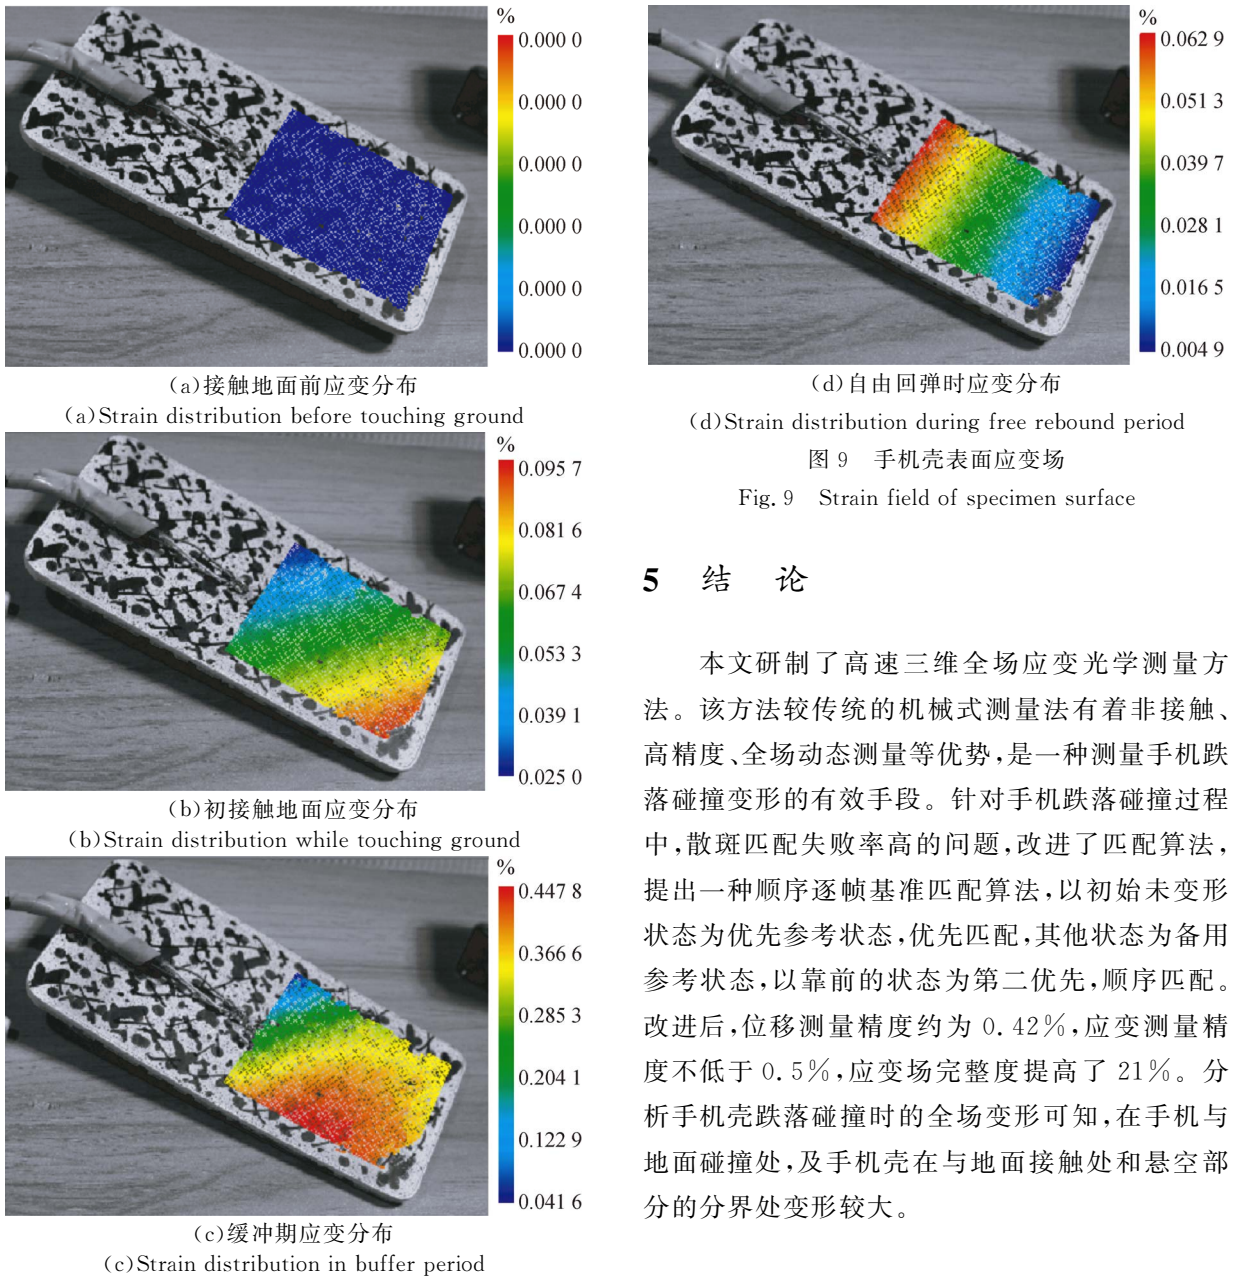 %
0.000 0
0.000 0
0.000 0
0.000 0
0.000 0
0.000 0
(a)接触地面前应变分布
(a)Strain distribution before touching ground
%
0.095 7
0.081 6
0.067 4
0.053 3
0.039 1
0.025 0
(b)初接触地面应变分布
(b)Strain distribution while touching ground
%
0.447 8
0.366 6
0.285 3
0.204 1
0.122 9
0.041 6
(c)缓冲期应变分布
(c)Strain distribution in buffer period
%
0.062 9
0.051 3
0.039 7
0.028 1
0.016 5
0.004 9
(d)自由回弹时应变分布
(d)Strain distribution during free rebound period
图 9 手机壳表面应变场
Fig. 9 Strain field of specimen surface
5 结 论
本文研制了高速三维全场应变光学测量方
法。该方法较传统的机械式测量法有着非接触、
高精度、全场动态测量等优势,是一种测量手机跌
落碰撞变形的有效手段。针对手机跌落碰撞过程
中,散斑匹配失败率高的问题,改进了匹配算法,
提出一种顺序逐帧基准匹配算法,以初始未变形
状态为优先参考状态,优先匹配,其他状态为备用
参考状态,以靠前的状态为第二优先,顺序匹配。
改进后,位移测量精度约为 0.42%,应变测量精
度不低于 0.5%,应变场完整度提高了 21%。分
析手机壳跌落碰撞时的全场变形可知,在手机与
地面碰撞处,及手机壳在与地面接触处和悬空部
分的分界处变形较大。